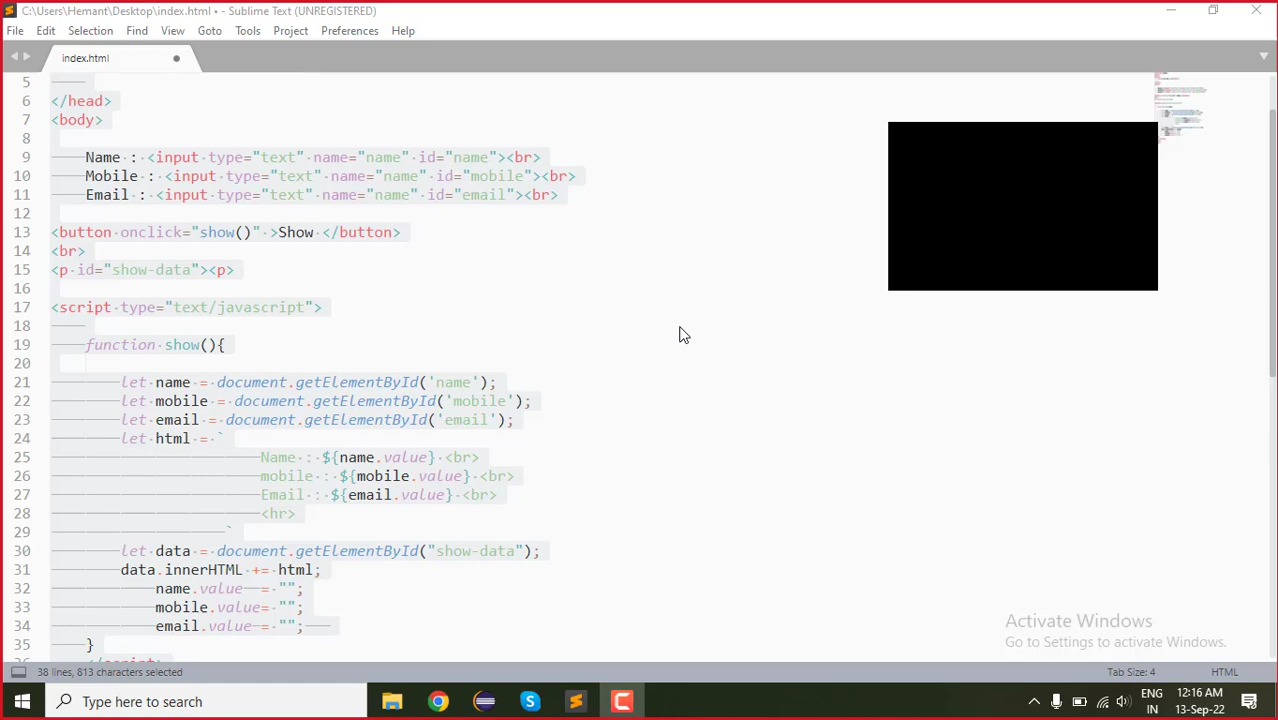 C:\Users\Hemant\Desktop\index.html • - Sublime Text (UNREGISTERED)
File Edit Selection Find View Goto Tools Project Preferences Help
index.html
5
6 </head>
7 <body>
8
9 Name : <input type="text" name="name" id="name"><br>
10 Mobile : <input type="text" name="name" id="mobile"><br>
11 Email : <input type="text" name="name" id="email"><br>
12
13 <button onclick="show()" >Show </button>
14 <br>
15 <p id="show-data"><p>
16
17 <script type="text/javascript">
18
19 function show(){
20
21 let name = document.getElementById('name');
22 let mobile = document.getElementById('mobile');
23 let email = document.getElementById('email');
24 let html = `
25 Name : ${name.value} <br>
26 mobile : ${mobile.value} <br>
27 Email : ${email.value} <br>
28 <hr>
29 `
30 let data = document.getElementById("show-data");
31 data.innerHTML += html;
32 name.value = "";
33 mobile.value= "";
34 email.value = "";
35 }
36 </script>
Activate Windows
Go to Settings to activate Windows.
38 lines, 813 characters selected Tab Size: 4 HTML
Type here to search ENG 12:16 AM
IN 13-Sep-22